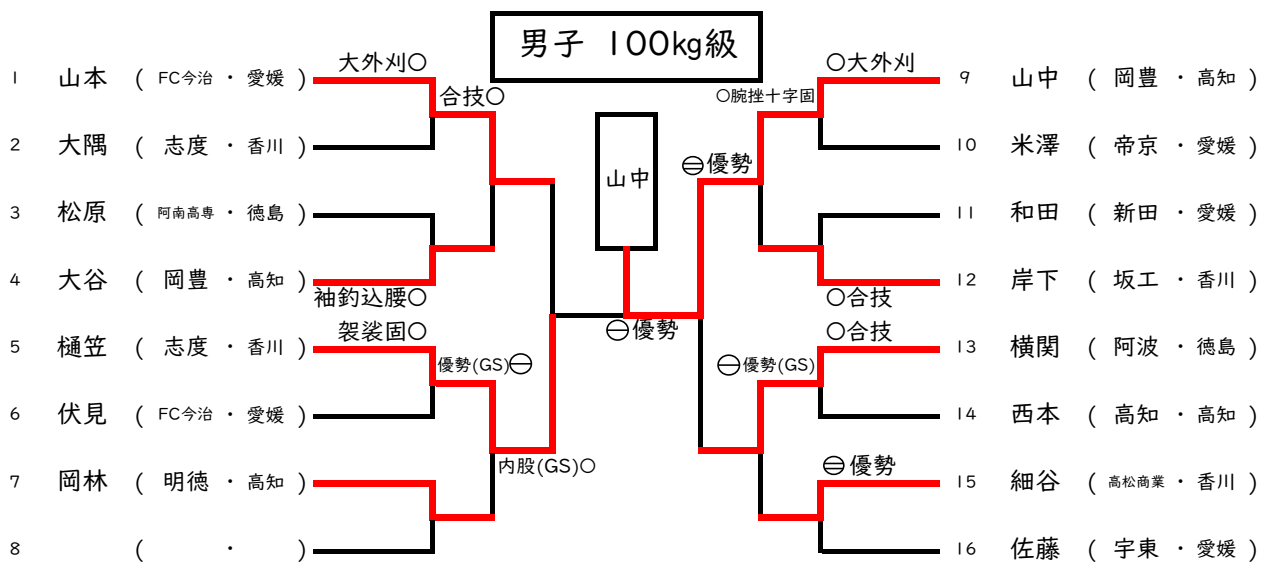 男子 100kg級
山中
1 山本 ( FC今治 ・ 愛媛 )
大外刈○
合技○
2 大隅 ( 志度 ・ 香川 )
3 松原 ( 阿南高専 ・ 徳島 )
4 大谷 ( 岡豊 ・ 高知 )
袖釣込腰○
袈裟固○
5 樋笠 ( 志度 ・ 香川 )
優勢(GS)⊖
6 伏見 ( FC今治 ・ 愛媛 )
内股(GS)○
7 岡林 ( 明徳 ・ 高知 )
8 ( ・ )
⊖優勢
○大外刈
9 山中 ( 岡豊 ・ 高知 )
○腕挫十字固
10 米澤 ( 帝京 ・ 愛媛 )
⊖優勢
11 和田 ( 新田 ・ 愛媛 )
12 岸下 ( 坂工 ・ 香川 )
○合技
○合技
13 横関 ( 阿波 ・ 徳島 )
⊖優勢(GS)
14 西本 ( 高知 ・ 高知 )
⊖優勢
15 細谷 ( 高松商業 ・ 香川 )
16 佐藤 ( 宇東 ・ 愛媛 )